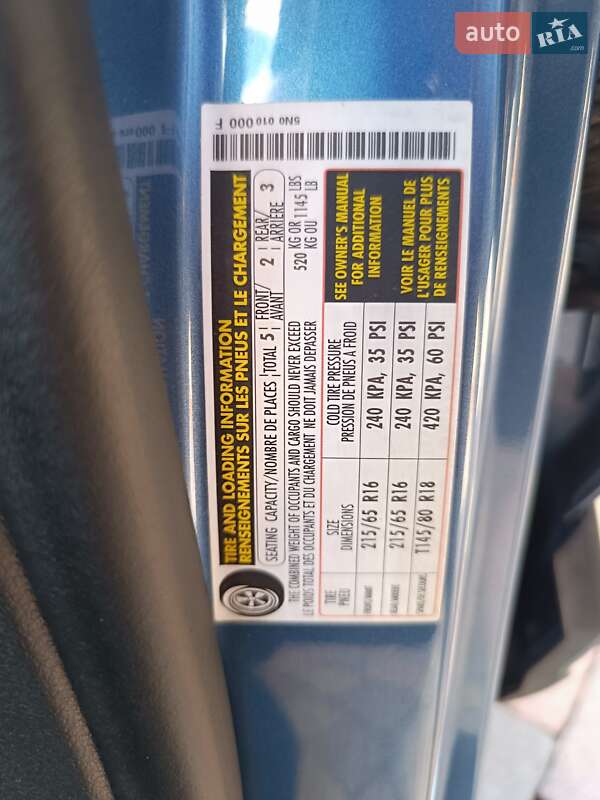 auto RIA.com
5N0 010 000 F
TIRE AND LOADING INFORMATION
RENSEIGNEMENTS SUR LES PNEUS ET LE CHARGEMENT
SEATING CAPACITY/NOMBRE DE PLACES TOTAL 5 FRONT/AVANT 2 REAR/ARRIÈRE 3
THE COMBINED WEIGHT OF OCCUPANTS AND CARGO SHOULD NEVER EXCEED 520 KG OR 1145 LBS
LE POIDS TOTAL DES OCCUPANTS ET DU CHARGEMENT NE DOIT JAMAIS DEPASSER KG OU LB
TIRE SIZE COLD TIRE PRESSURE
PNEU DIMENSIONS PRESSION DE PNEUS A FROID
215/65 R16 240 KPA, 35 PSI
215/65 R16 240 KPA, 35 PSI
T145/80 R18 420 KPA, 60 PSI
SEE OWNER'S MANUAL
FOR ADDITIONAL
INFORMATION
VOIR LE MANUEL DE
L'USAGER POUR PLUS
DE RENSEIGNEMENTS